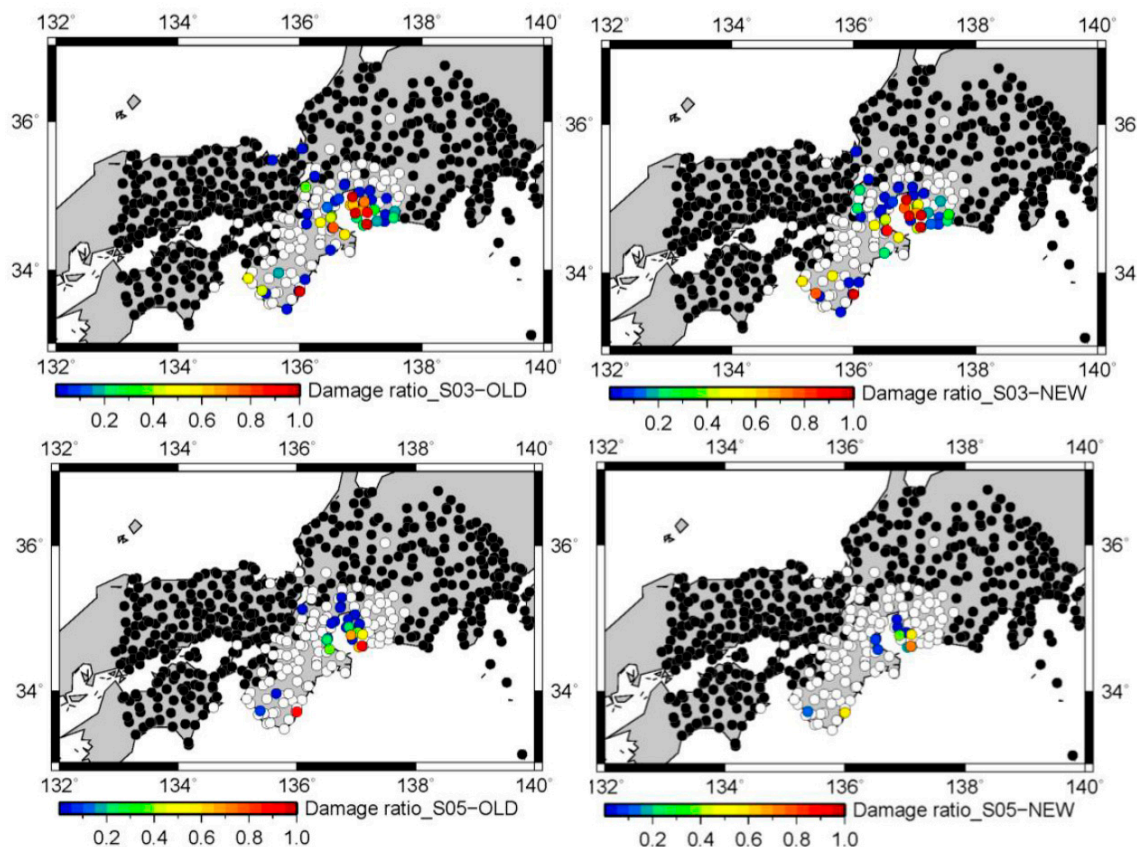 132° 136° 140° 132° 136° 140°
134° 138° 134° 138°
36° 36°
34° 34°
132° 134° 136° 138° 140° 132° 134° 136° 138° 140°
Damage ratio_S03-OLD Damage ratio_S03-NEW
0.2 0.4 0.6 0.8 1.0 0.2 0.4 0.6 0.8 1.0
132° 136° 140° 132° 136° 140°
134° 138° 134° 138°
36° 36°
34° 34°
132° 134° 136° 138° 140° 132° 134° 136° 138° 140°
Damage ratio_S05-OLD Damage ratio_S05-NEW
0.2 0.4 0.6 0.8 1.0 0.2 0.4 0.6 0.8 1.0